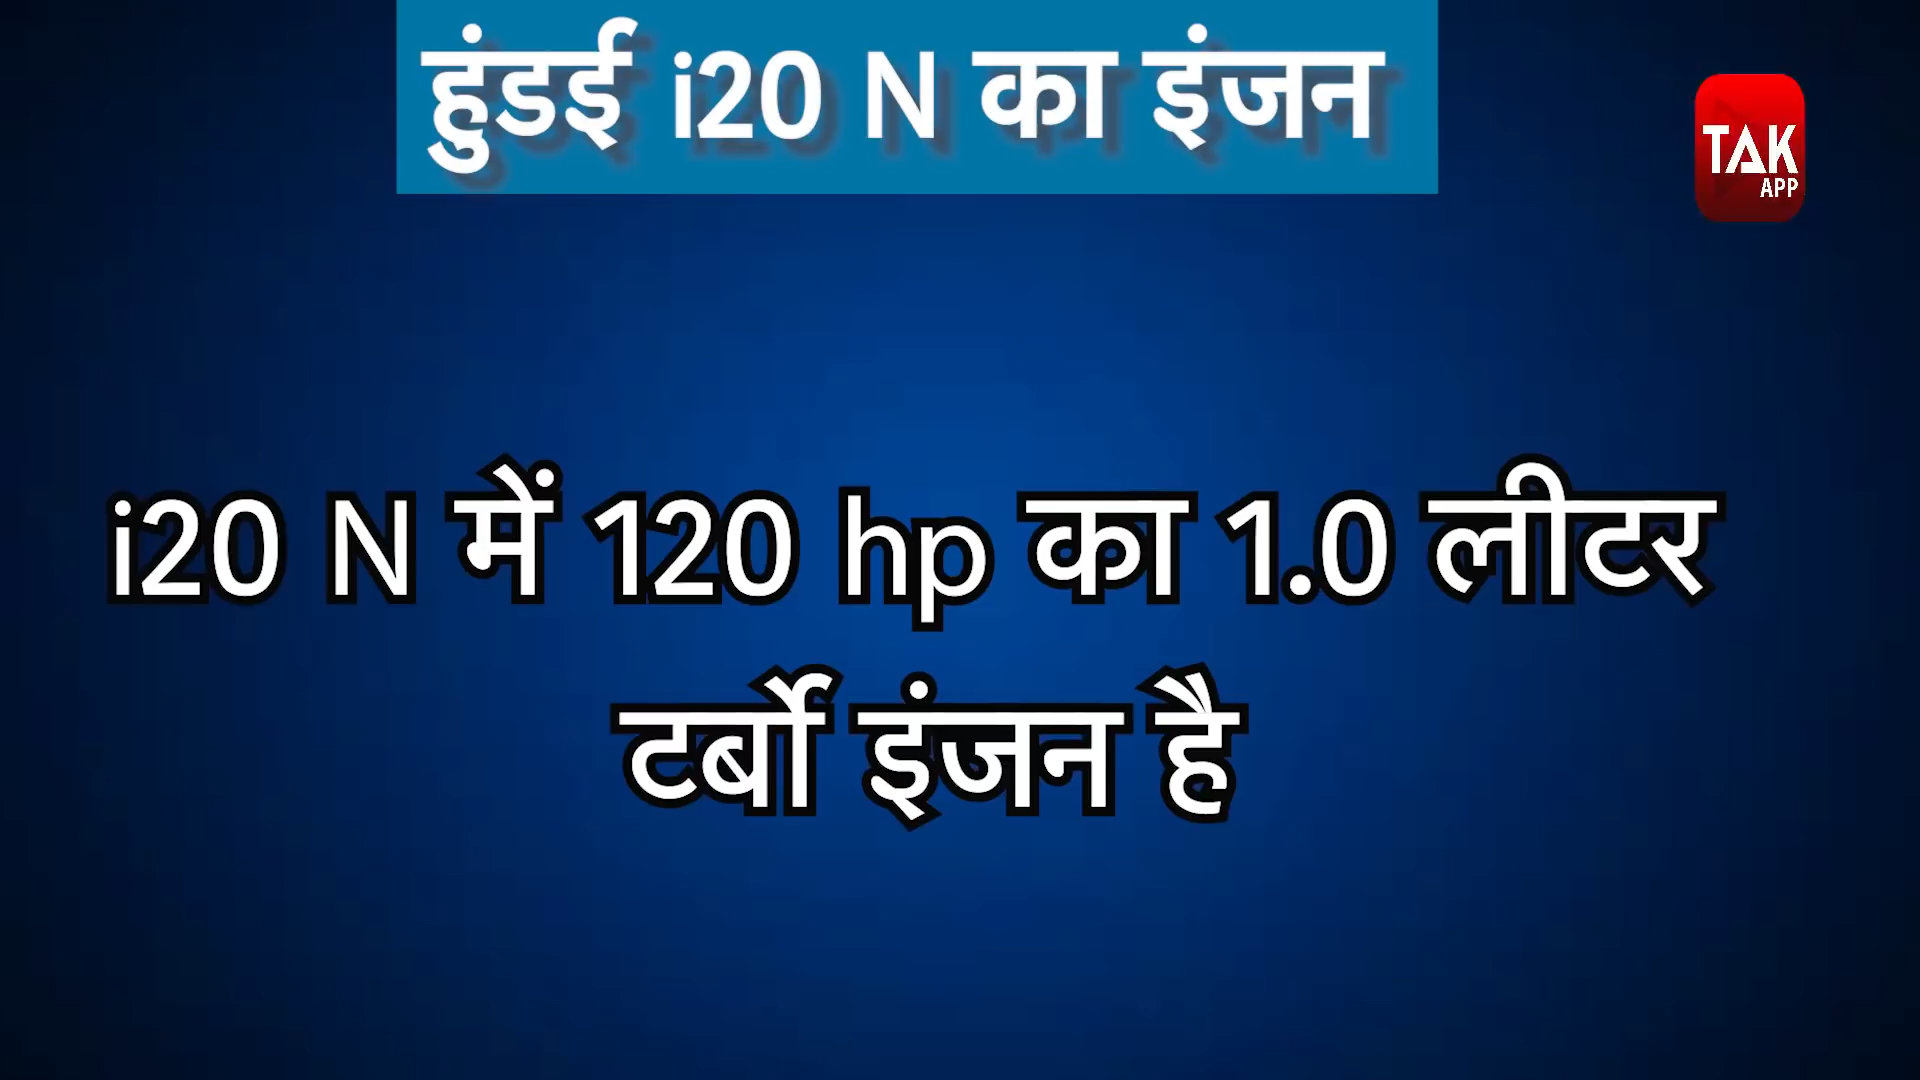 हुंडई i20 N का इंजन
TAK
APP
i20 N में 120 hp का 1.0 लीटर
टर्बो इंजन है